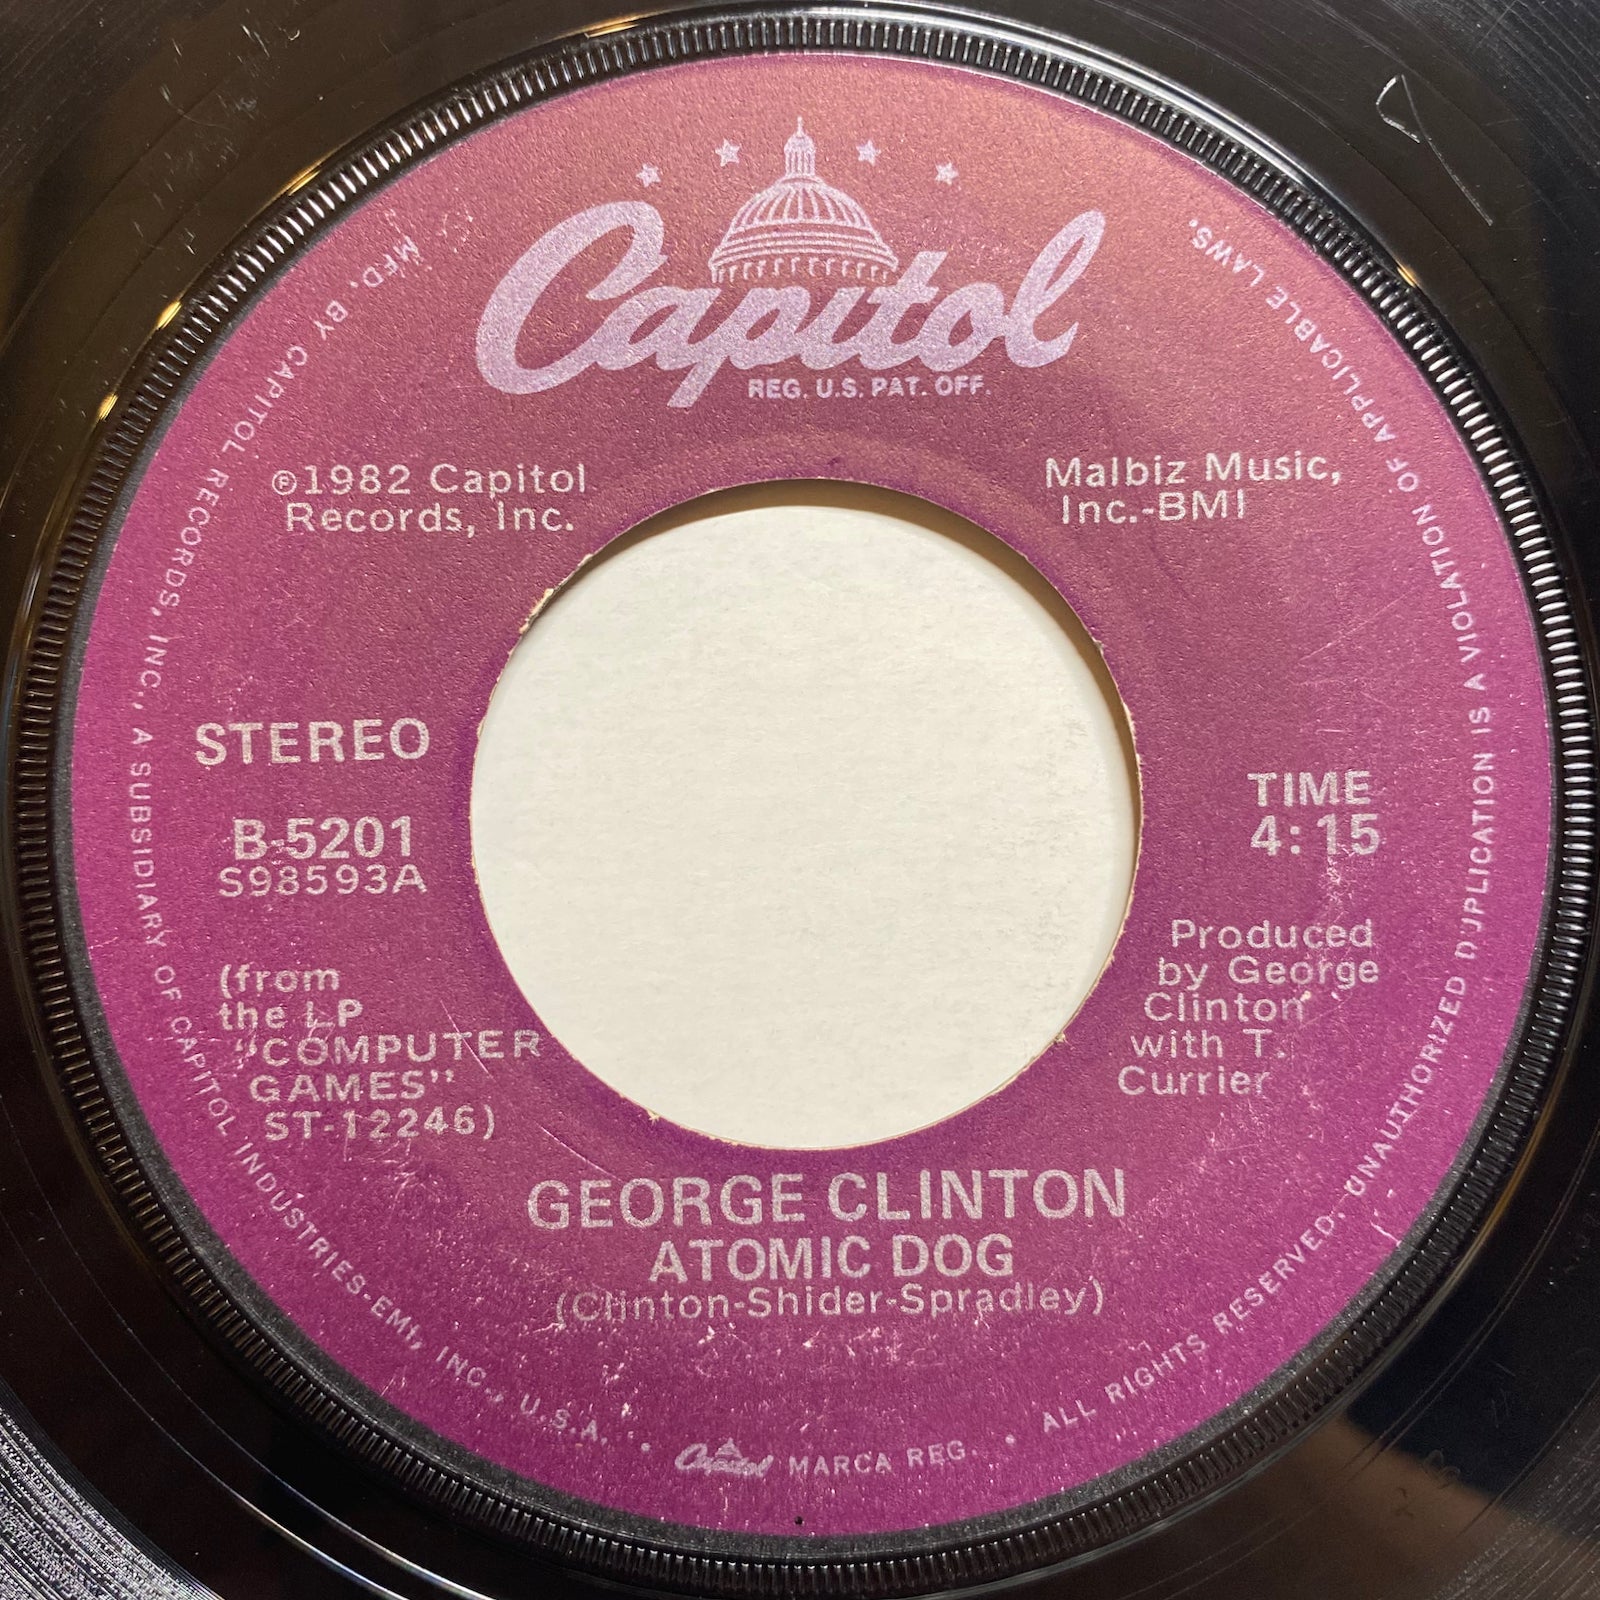 Capitol
REG. U.S. PAT. OFF.
℗1982 Capitol
Records, Inc.
Malbiz Music,
Inc.-BMI
STEREO
B-5201
S98593A
(from
the LP
"COMPUTER
GAMES"
ST-12246)
TIME
4:15
Produced
by George
Clinton
with T.
Currier
GEORGE CLINTON
ATOMIC DOG
(Clinton-Shider-Spradley)
MFD. BY CAPITOL RECORDS, INC., A SUBSIDIARY OF CAPITOL INDUSTRIES-EMI, INC., U.S.A. • Capitol MARCA REG. • ALL RIGHTS RESERVED. UNAUTHORIZED DUPLICATION IS A VIOLATION OF APPLICABLE LAWS.